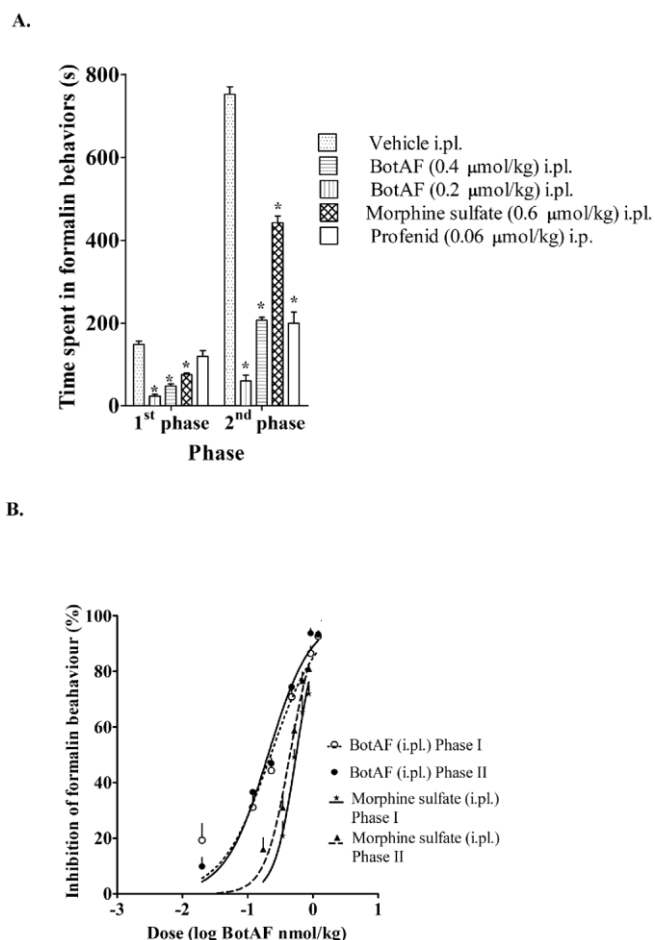 A.
800
600
400
200
0
Time spent in formalin behaviors (s)
*
*
*
*
*
*
*
1st phase
2nd phase
Phase
Vehicle i.pl.
BotAF (0.4 μmol/kg) i.pl.
BotAF (0.2 μmol/kg) i.pl.
Morphine sulfate (0.6 μmol/kg) i.pl.
Profenid (0.06 μmol/kg) i.p.
B.
100
80
60
40
20
0
Inhibition of formalin beahaviour (%)
-3
-2
-1
0
1
Dose (log BotAF nmol/kg)
BotAF (i.pl.) Phase I
BotAF (i.pl.) Phase II
Morphine sulfate (i.pl.)
Phase I
Morphine sulfate (i.pl.)
Phase II